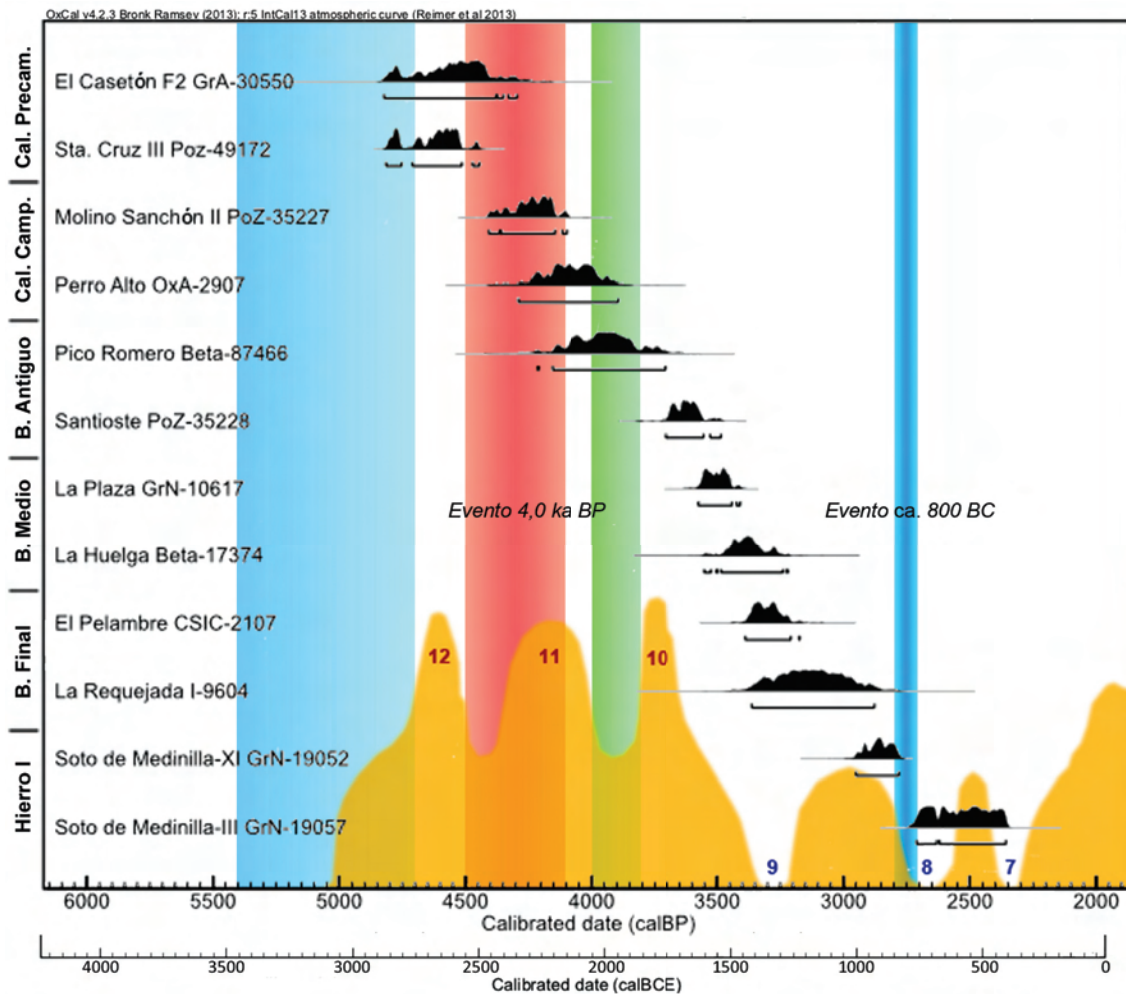 OxCal v4.2.3 Bronk Ramsey (2013); r:5 IntCal13 atmospheric curve (Reimer et al 2013)
Cal. Precam.
El Casetón F2 GrA-30550
Sta. Cruz III Poz-49172
Cal. Camp.
Molino Sanchón II PoZ-35227
Perro Alto OxA-2907
B. Antiguo
Pico Romero Beta-87466
Santioste PoZ-35228
B. Medio
La Plaza GrN-10617
Evento 4,0 ka BP
Evento ca. 800 BC
La Huelga Beta-17374
B. Final
El Pelambre CSIC-2107
12
11
10
La Requejada I-9604
Hierro I
Soto de Medinilla-XI GrN-19052
Soto de Medinilla-III GrN-19057
9
8
7
6000 5500 5000 4500 4000 3500 3000 2500 2000
Calibrated date (calBP)
4000 3500 3000 2500 2000 1500 1000 500 0
Calibrated date (calBCE)